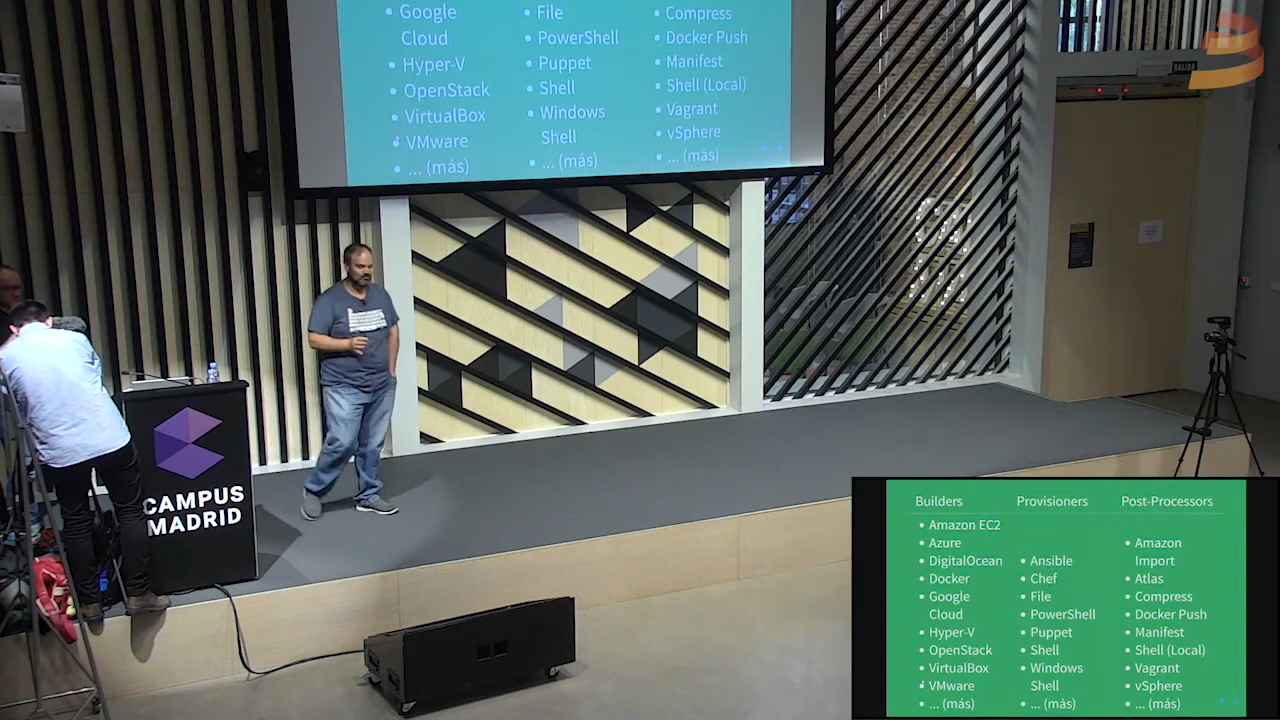 • Google
Cloud
• Hyper-V
• OpenStack
• VirtualBox
• VMware
• ... (más)
• File
• PowerShell
• Puppet
• Shell
• Windows
Shell
• ... (más)
• Compress
• Docker Push
• Manifest
• Shell (Local)
• Vagrant
• vSphere
• ... (más)
SALIDA
CAMPUS
MADRID
Builders
• Amazon EC2
• Azure
• DigitalOcean
• Docker
• Google
Cloud
• Hyper-V
• OpenStack
• VirtualBox
• VMware
• ... (más)
Provisioners
• Ansible
• Chef
• File
• PowerShell
• Puppet
• Shell
• Windows
Shell
• ... (más)
Post-Processors
• Amazon
Import
• Atlas
• Compress
• Docker Push
• Manifest
• Shell (Local)
• Vagrant
• vSphere
• ... (más)